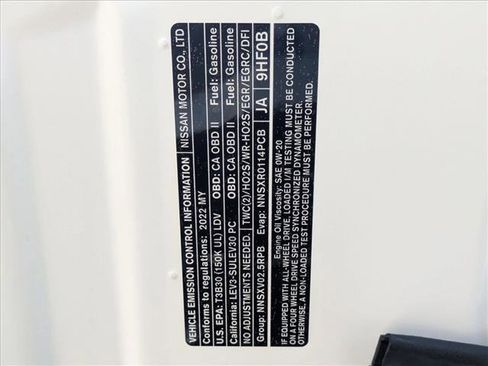 VEHICLE EMISSION CONTROL INFORMATION NISSAN MOTOR CO., LTD
Conforms to regulations: 2022 MY
U.S. EPA: T3B30 (150K UL) LDV OBD: CA OBD II Fuel: Gasoline
California: LEV3-SULEV30 PC OBD: CA OBD II Fuel: Gasoline
NO ADJUSTMENTS NEEDED. TWC(2)/HO2S/WR-HO2S/EGR/EGRC/DFI
Group: NNSXV02.5RPB Evap: NNSXR0114PCB JA 9HF0B
Engine Oil Viscosity: SAE 0W-20
IF EQUIPPED WITH ALL-WHEEL DRIVE, LOADED I/M TESTING MUST BE CONDUCTED
ON A FOUR WHEEL DRIVE SPEED SYNCHRONIZED DYNAMOMETER.
OTHERWISE, A NON-LOADED TEST PROCEDURE MUST BE PERFORMED.